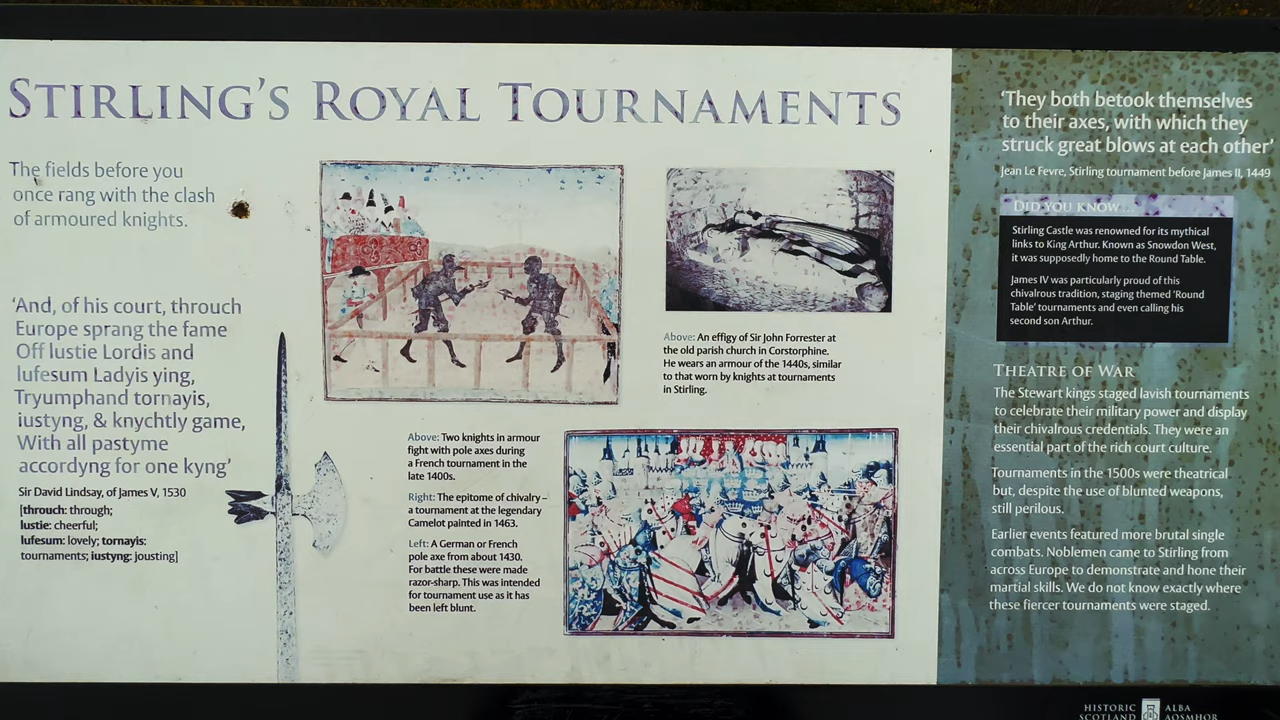 STIRLING'S ROYAL TOURNAMENTS
The fields before you
once rang with the clash
of armoured knights.
'And, of his court, throuch
Europe sprang the fame
Off lustie Lordis and
lufesum Ladyis ying,
Tryumphand tornayis,
iustyng, & knychtly game,
With all pastyme
accordyng for one kyng'
Sir David Lindsay, of James V, 1530
[throuch: through;
lustie: cheerful;
lufesum: lovely; tornayis:
tournaments; iustyng: jousting]
Above: Two knights in armour
fight with pole axes during
a French tournament in the
late 1400s.
Right: The epitome of chivalry –
a tournament at the legendary
Camelot painted in 1463.
Left: A German or French
pole axe from about 1430.
For battle these were made
razor-sharp. This was intended
for tournament use as it has
been left blunt.
Above: An effigy of Sir John Forrester at
the old parish church in Corstorphine.
He wears an armour of the 1440s, similar
to that worn by knights at tournaments
in Stirling.
'They both betook themselves
to their axes, with which they
struck great blows at each other'
Jean Le Fevre, Stirling tournament before James II, 1449
DID YOU KNOW...
Stirling Castle was renowned for its mythical
links to King Arthur. Known as Snowdon West,
it was supposedly home to the Round Table.
James IV was particularly proud of this
chivalrous tradition, staging themed 'Round
Table' tournaments and even calling his
second son Arthur.
THEATRE OF WAR
The Stewart kings staged lavish tournaments
to celebrate their military power and display
their chivalrous credentials. They were an
essential part of the rich court culture.
Tournaments in the 1500s were theatrical
but, despite the use of blunted weapons,
still perilous.
Earlier events featured more brutal single
combats. Noblemen came to Stirling from
across Europe to demonstrate and hone their
martial skills. We do not know exactly where
these fiercer tournaments were staged.
HISTORIC ALBA
SCOTLAND AOSMHOR